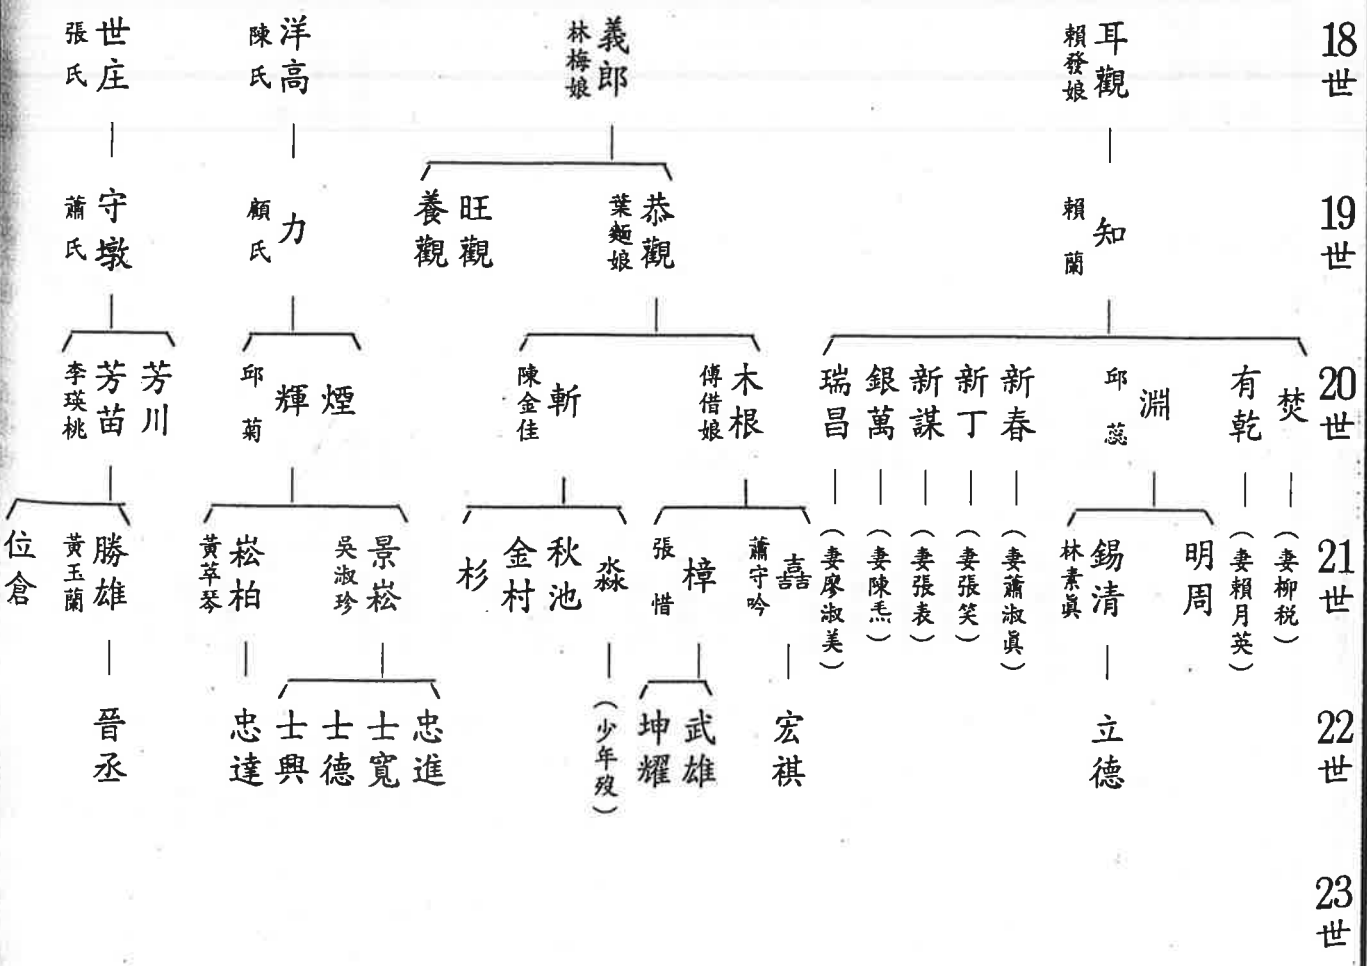 18世
耳觀
賴發娘
義郎
林梅娘
洋高
陳氏
世庄
張氏
19世
知
賴蘭
恭觀
葉麵娘
旺觀
養觀
力
顧氏
守墩
蕭氏
20世
焚
有乾
淵
邱蕊
新春
新丁
新謀
銀萬
瑞昌
木根
傅借娘
斬
陳金佳
煙
輝
邱菊
芳川
芳苗
李瑛桃
21世
（妻柳税）
（妻賴月英）
明周
錫清
林素眞
（妻蕭淑眞）
（妻張笑）
（妻張表）
（妻陳）
（妻廖淑美）
嚞
蕭守吟
樟
張惜
淼
秋池
金村
杉
景崧
吳淑珍
崧柏
黃萃琴
勝雄
黃玉蘭
位倉
22世
立德
宏祺
武雄
坤耀
（少年歿）
忠進
士寬
士德
士興
忠達
晉丞
23世